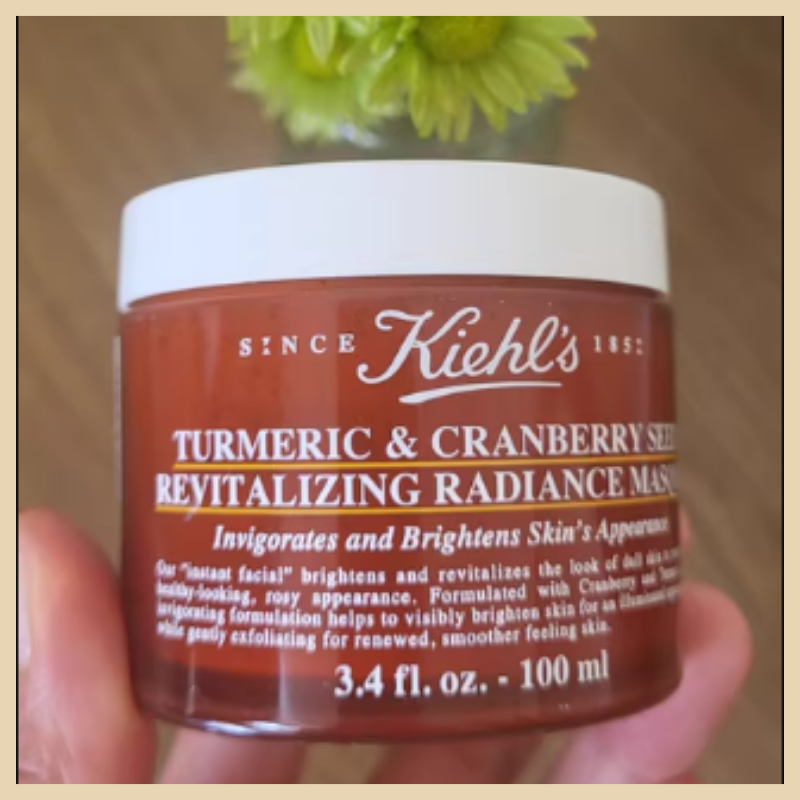 SINCE Kiehl's 185
TURMERIC & CRANBERRY SEE
REVITALIZING RADIANCE MAS
Invigorates and Brightens Skin's Appearance
Our "instant facial" brightens and revitalizes the look of dull skin
healthy-looking, rosy appearance. Formulated with Cranberry and
invigorating formulation helps to visibly brighten skin for an illuminated
while gently exfoliating for renewed, smoother feeling skin.
3.4 fl. oz. - 100 ml